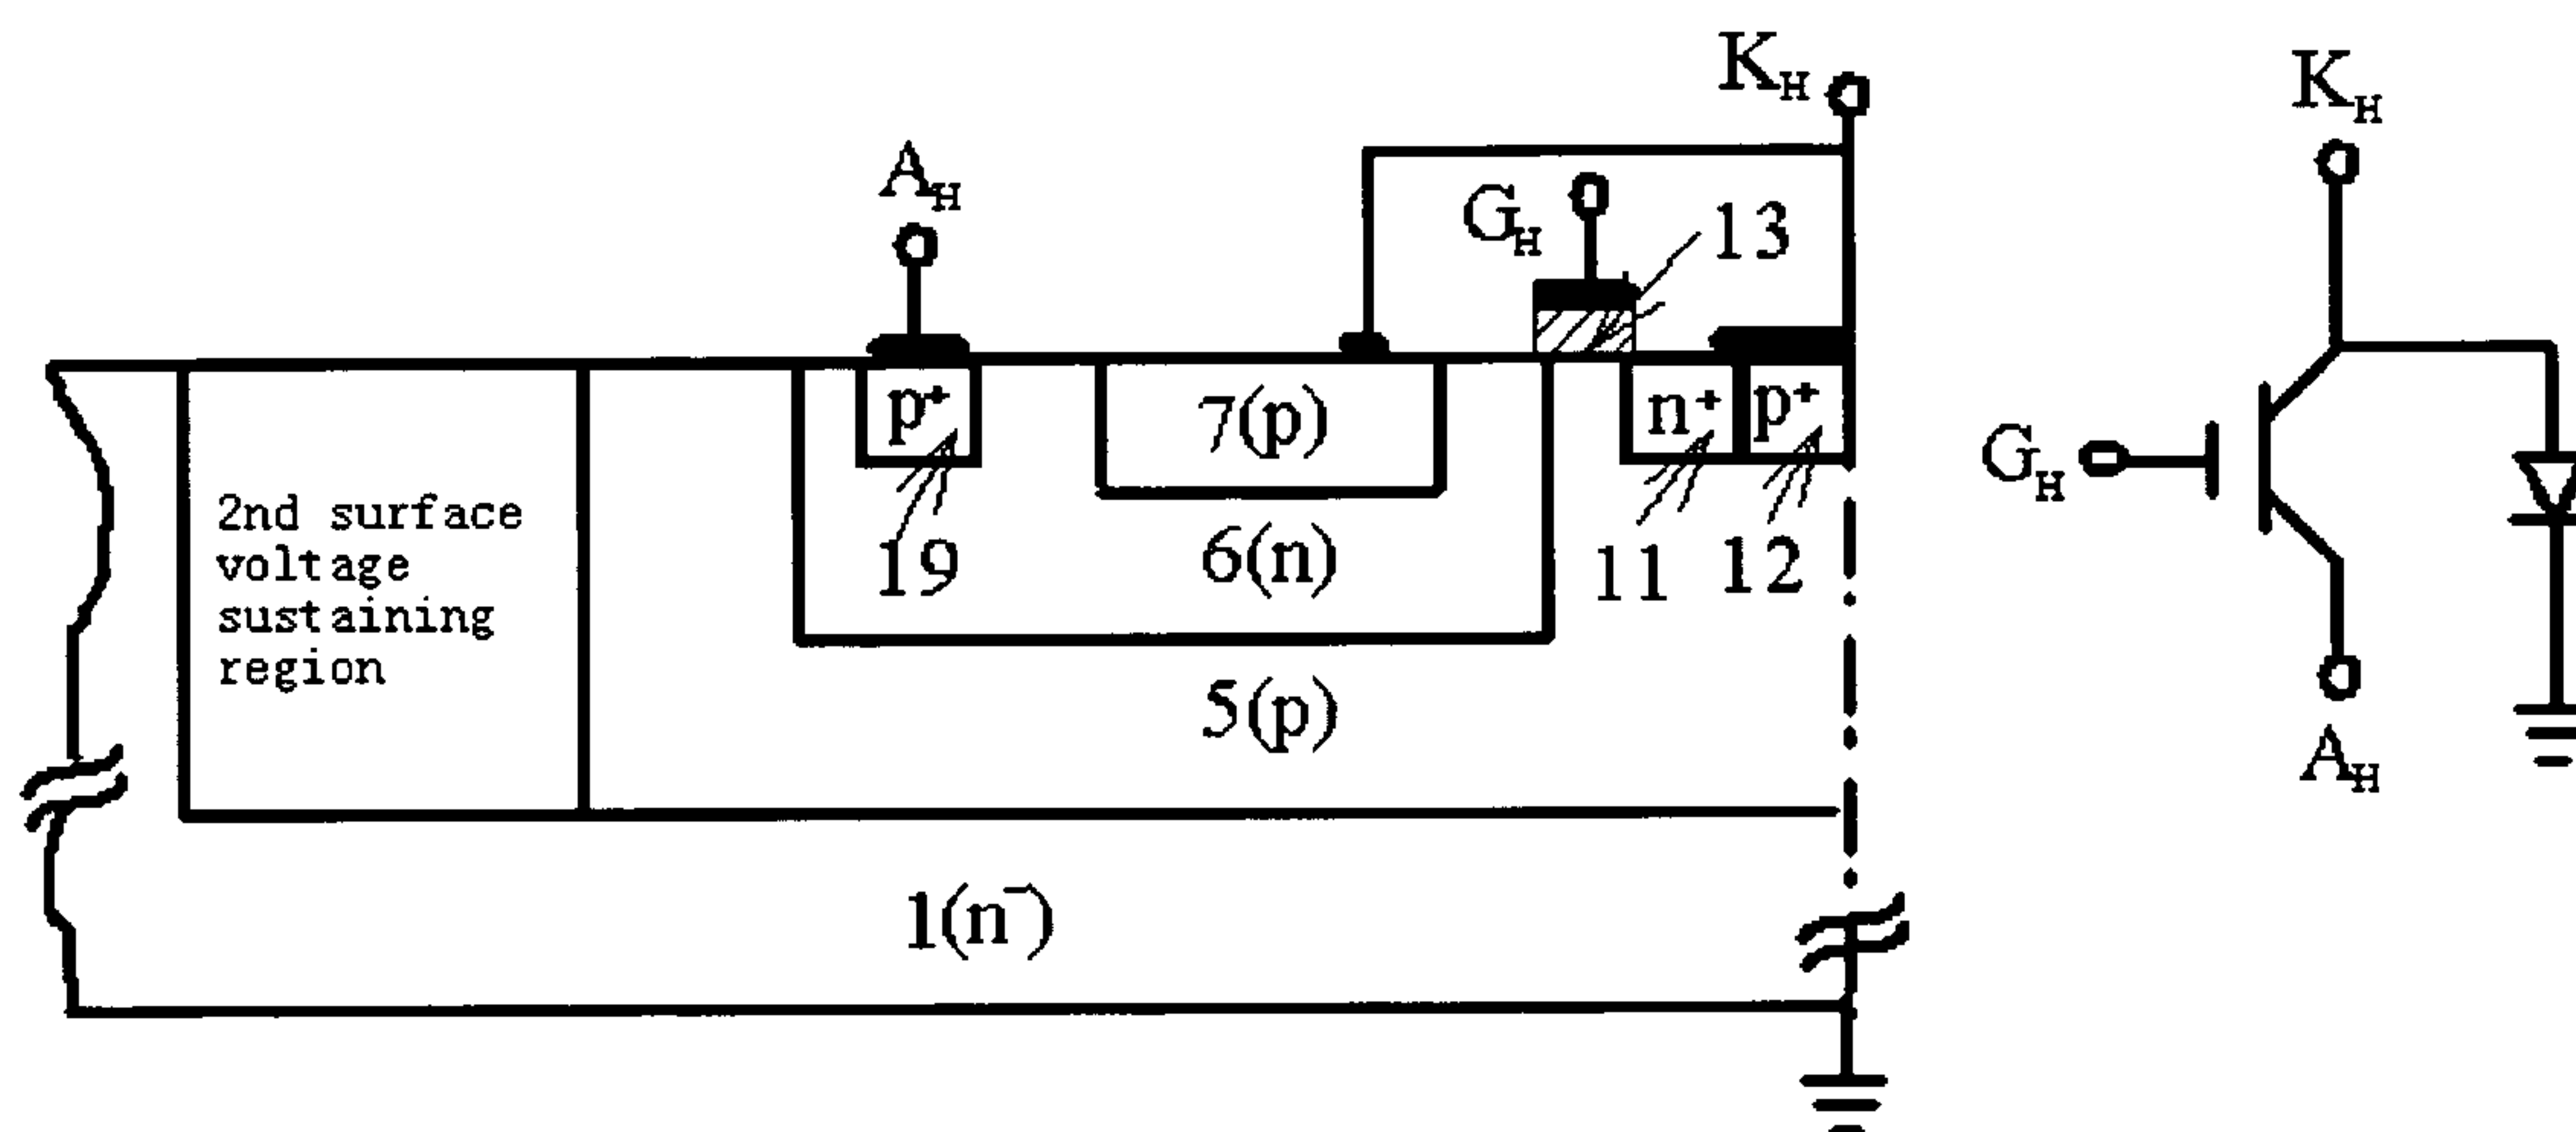 K_H
K_H
A_H
G_H
13
p⁺
7(p)
n⁺
p⁺
G_H
2nd surface
voltage
sustaining
region
19
6(n)
11
12
5(p)
A_H
1(n⁻)